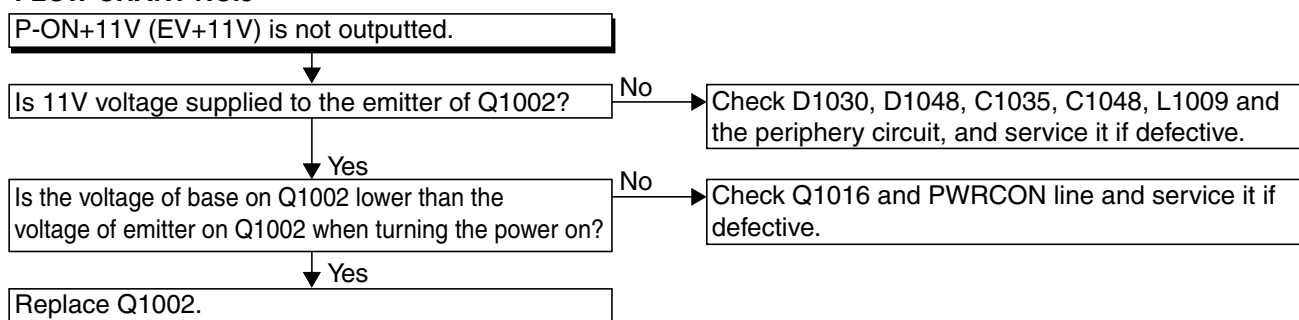 P-ON+11V (EV+11V) is not outputted.
Is 11V voltage supplied to the emitter of Q1002?
No
Check D1030, D1048, C1035, C1048, L1009 and
the periphery circuit, and service it if defective.
Yes
Is the voltage of base on Q1002 lower than the
voltage of emitter on Q1002 when turning the power on?
No
Check Q1016 and PWRCON line and service it if
defective.
Yes
Replace Q1002.